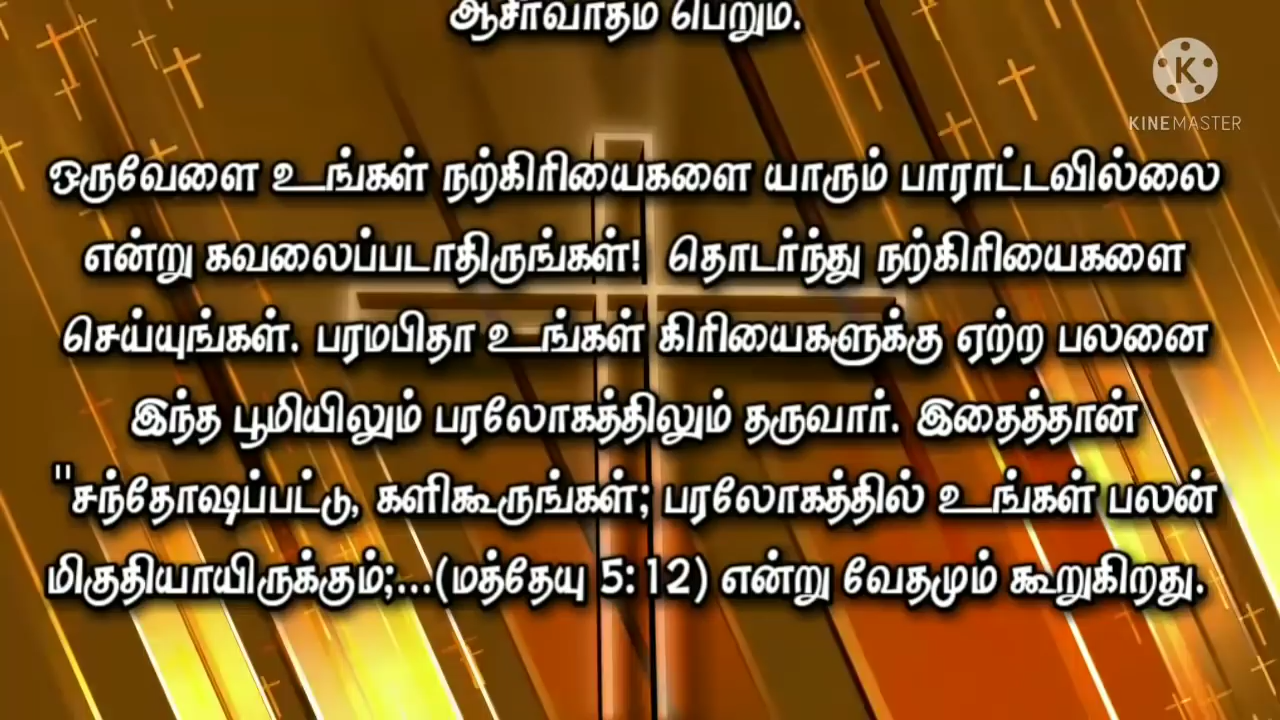 ஆசீர்வாதம் பெறும்.
KINEMASTER
ஒருவேளை உங்கள் நற்கிரியைகளை யாரும் பாராட்டவில்லை
என்று கவலைப்படாதிருங்கள்! தொடர்ந்து நற்கிரியைகளை
செய்யுங்கள். பரமபிதா உங்கள் கிரியைகளுக்கு ஏற்ற பலனை
இந்த பூமியிலும் பரலோகத்திலும் தருவார். இதைத்தான்
"சந்தோஷப்பட்டு, களிகூருங்கள்; பரலோகத்தில் உங்கள் பலன்
மிகுதியாயிருக்கும்;...(மத்தேயு 5:12) என்று வேதமும் கூறுகிறது.